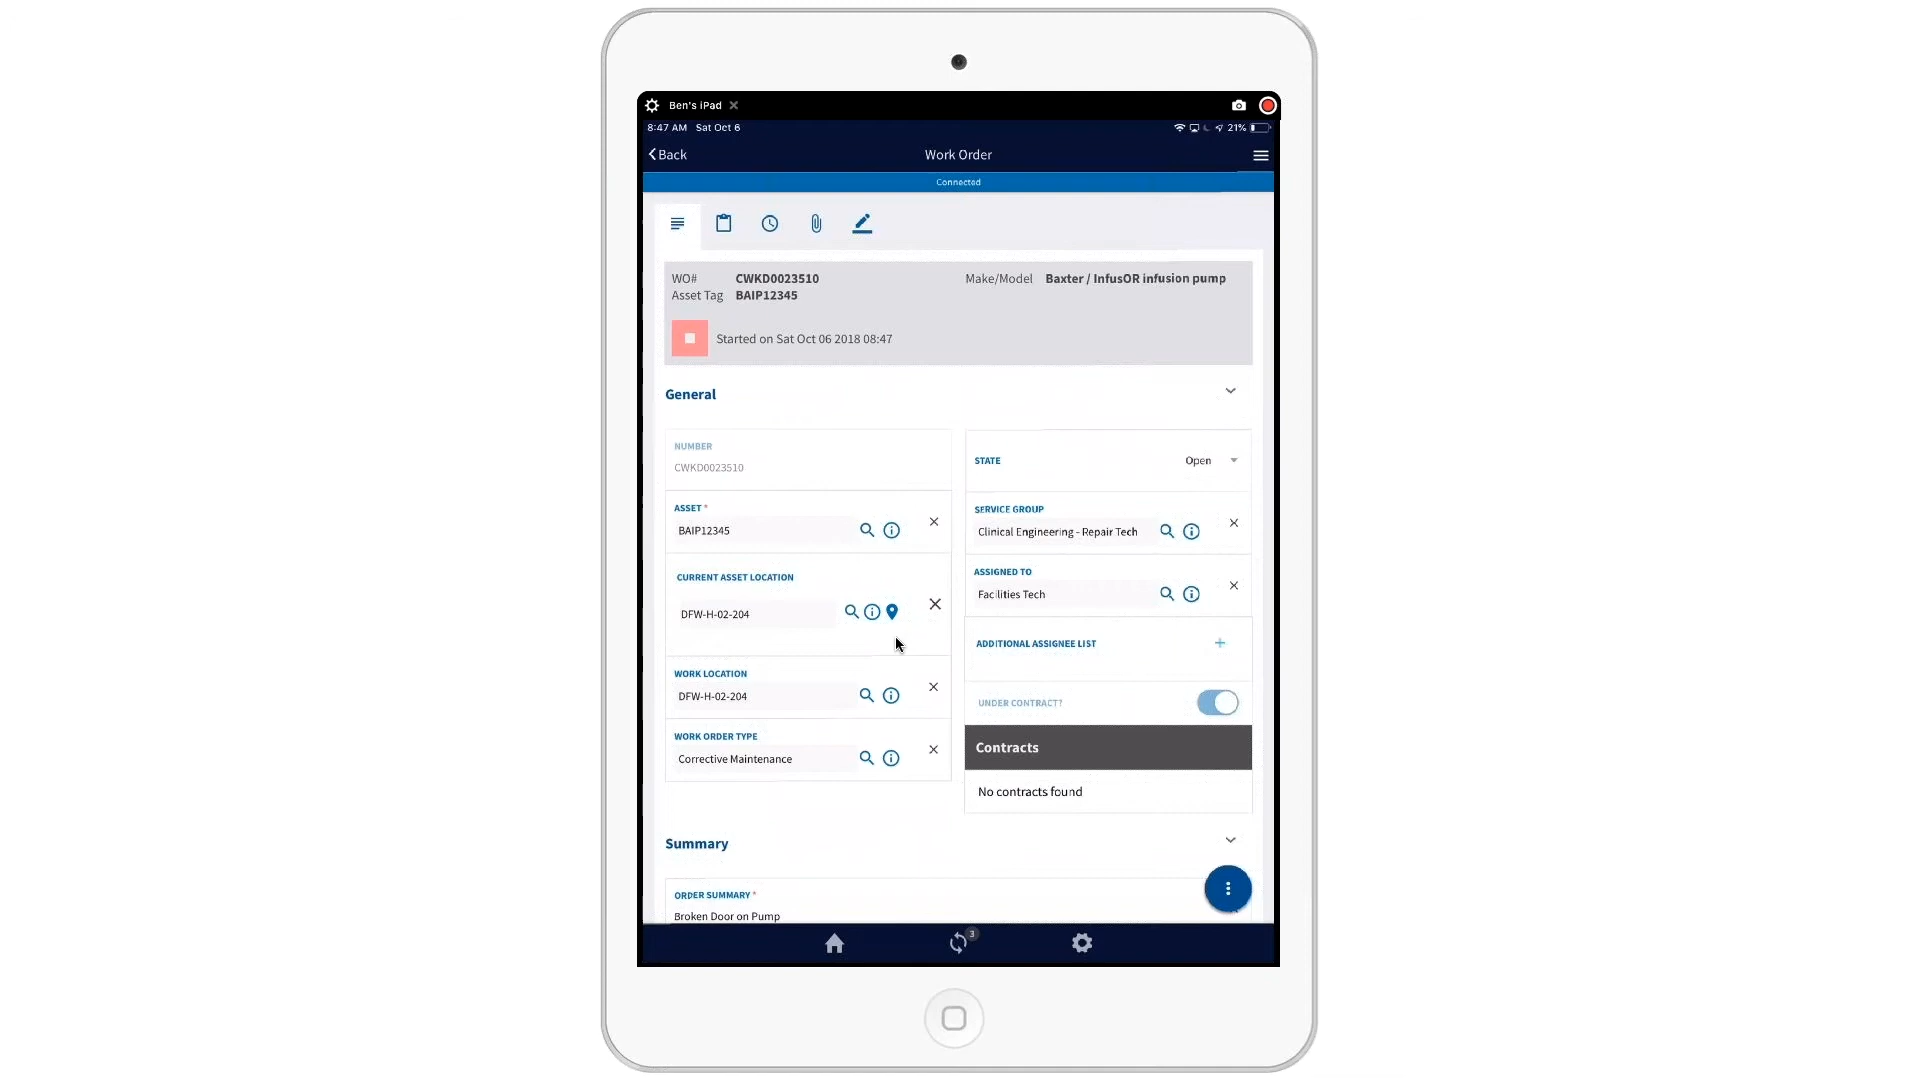 Ben's iPad
8:47 AM Sat Oct 6
21%
Back
Work Order
Connected
WO# CWKD0023510
Make/Model Baxter / InfusOR infusion pump
Asset Tag BAIP12345
Started on Sat Oct 06 2018 08:47
General
NUMBER
CWKD0023510
ASSET *
BAIP12345
CURRENT ASSET LOCATION
DFW-H-02-204
WORK LOCATION
DFW-H-02-204
WORK ORDER TYPE
Corrective Maintenance
STATE Open
SERVICE GROUP
Clinical Engineering - Repair Tech
ASSIGNED TO
Facilities Tech
ADDITIONAL ASSIGNEE LIST
UNDER CONTRACT?
Contracts
No contracts found
Summary
ORDER SUMMARY *
Broken Door on Pump
3